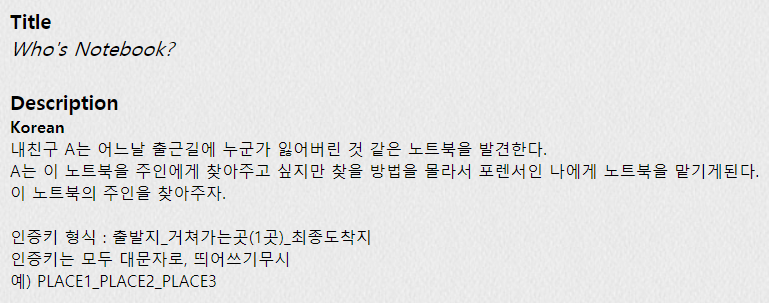 Title
Who's Notebook?
Description
Korean
내친구 A는 어느날 출근길에 누군가 잃어버린 것 같은 노트북을 발견한다.
A는 이 노트북을 주인에게 찾아주고 싶지만 찾을 방법을 몰라서 포렌서인 나에게 노트북을 맡기게된다.
이 노트북의 주인을 찾아주자.
인증키 형식 : 출발지_거쳐가는곳(1곳)_최종도착지
인증키는 모두 대문자로, 띄어쓰기무시
예) PLACE1_PLACE2_PLACE3